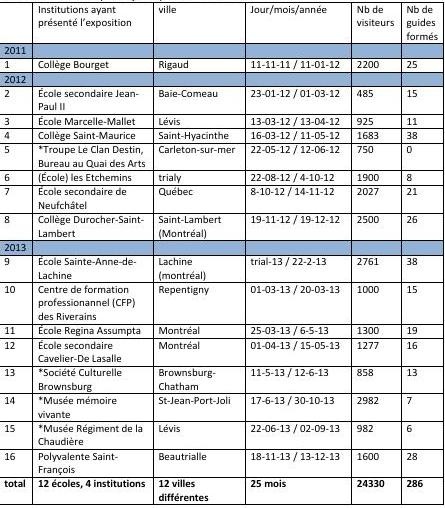 Institutions ayant présenté l'exposition | ville | Jour/mois/année | Nb de visiteurs | Nb de guides formés
2011
1 | Collège Bourget | Rigaud | 11-11-11 / 11-01-12 | 2200 | 25
2012
2 | École secondaire Jean-Paul II | Baie-Comeau | 23-01-12 / 01-03-12 | 485 | 15
3 | École Marcelle-Mallet | Lévis | 13-03-12 / 13-04-12 | 925 | 11
4 | Collège Saint-Maurice | Saint-Hyacinthe | 16-03-12 / 11-05-12 | 1683 | 38
5 | *Troupe Le Clan Destin, Bureau au Quai des Arts | Carleton-sur-mer | 22-05-12 / 12-06-12 | 750 | 0
6 | (École) les Etchemins | trialy | 22-08-12 / 4-10-12 | 1900 | 8
7 | École secondaire de Neufchâtel | Québec | 8-10-12 / 14-11-12 | 2027 | 21
8 | Collège Durocher-Saint-Lambert | Saint-Lambert (Montréal) | 19-11-12 / 19-12-12 | 2500 | 26
2013
9 | École Sainte-Anne-de-Lachine | Lachine (montréal) | trial-13 / 22-2-13 | 2761 | 38
10 | Centre de formation professionnel (CFP) des Riverains | Repentigny | 01-03-13 / 20-03-13 | 1000 | 15
11 | École Regina Assumpta | Montréal | 25-03-13 / 6-5-13 | 1300 | 19
12 | École secondaire Cavelier-De Lasalle | Montréal | 01-04-13 / 15-05-13 | 1277 | 16
13 | *Société Culturelle Brownsburg | Brownsburg-Chatham | 11-5-13 / 12-6-13 | 858 | 13
14 | *Musée mémoire vivante | St-Jean-Port-Joli | 17-6-13 / 30-10-13 | 2982 | 7
15 | *Musée Régiment de la Chaudière | Lévis | 22-06-13 / 02-09-13 | 982 | 6
16 | Polyvalente Saint-François | Beautrialle | 18-11-13 / 13-12-13 | 1600 | 28
total | 12 écoles, 4 institutions | 12 villes différentes | 25 mois | 24330 | 286